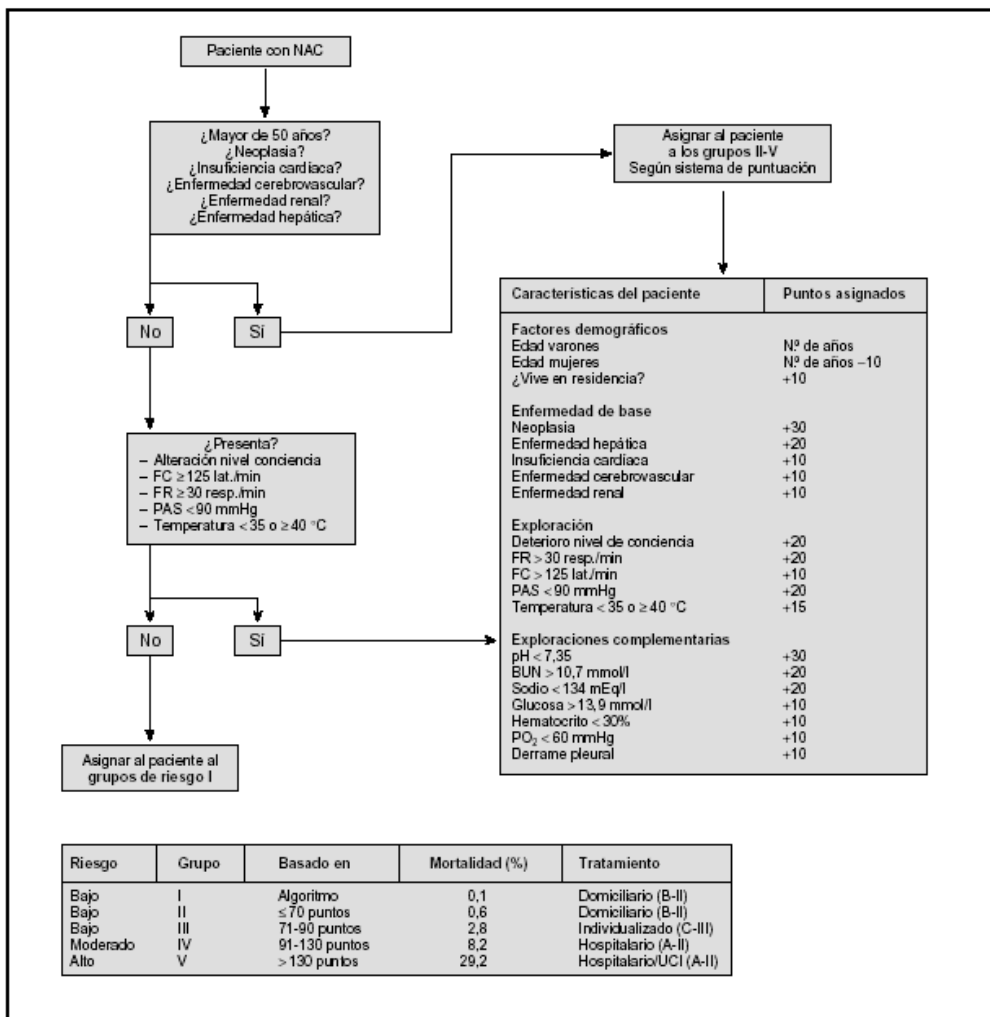 Paciente con NAC
¿Mayor de 50 años?
¿Neoplasia?
¿Insuficiencia cardíaca?
¿Enfermedad cerebrovascular?
¿Enfermedad renal?
¿Enfermedad hepática?
No
Sí
Asignar al paciente
a los grupos II-V
Según sistema de puntuación
¿Presenta?
– Alteración nivel conciencia
– FC ≥125 lat./min
– FR ≥30 resp./min
– PAS <90 mmHg
– Temperatura <35 o ≥40 °C
No
Sí
Asignar al paciente al
grupos de riesgo I
Características del paciente Puntos asignados
Factores demográficos
Edad varones N.º de años
Edad mujeres N.º de años –10
¿Vive en residencia? +10
Enfermedad de base
Neoplasia +30
Enfermedad hepática +20
Insuficiencia cardíaca +10
Enfermedad cerebrovascular +10
Enfermedad renal +10
Exploración
Deterioro nivel de conciencia +20
FR >30 resp./min +20
FC >125 lat./min +10
PAS <90 mmHg +20
Temperatura <35 o ≥40 °C +15
Exploraciones complementarias
pH <7,35 +30
BUN >10,7 mmol/l +20
Sodio <134 mEq/l +20
Glucosa >13,9 mmol/l +10
Hematocrito <30% +10
PO₂ <60 mmHg +10
Derrame pleural +10
Riesgo Grupo Basado en Mortalidad (%) Tratamiento
Bajo I Algoritmo 0,1 Domiciliario (B-II)
Bajo II ≤70 puntos 0,6 Domiciliario (B-II)
Bajo III 71-90 puntos 2,8 Individualizado (C-III)
Moderado IV 91-130 puntos 8,2 Hospitalario (A-II)
Alto V >130 puntos 29,2 Hospitalario/UCI (A-II)